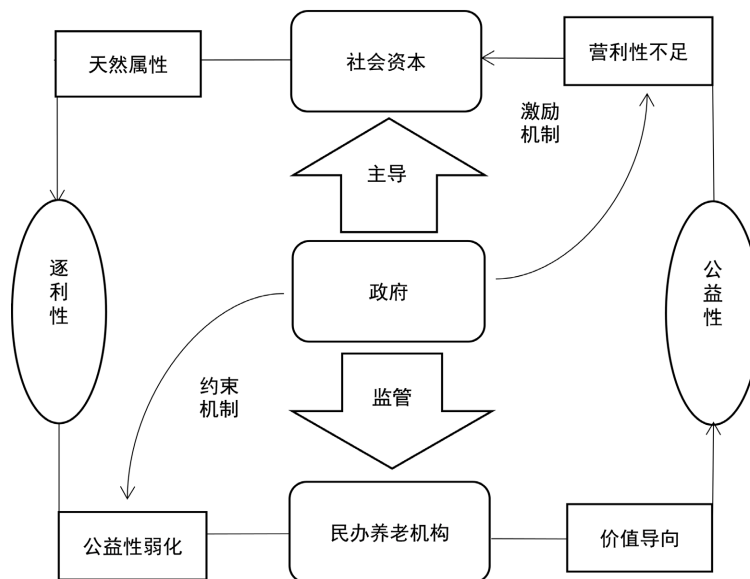 天然属性
社会资本
营利性不足
激励
机制
主导
逐
利
性
政府
公
益
性
约束
机制
监管
公益性弱化
民办养老机构
价值导向